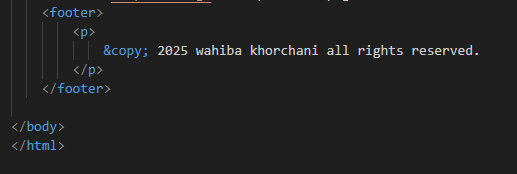 <footer>
<p>
&copy; 2025 wahiba khorchani all rights reserved.
</p>
</footer>
</body>
</html>